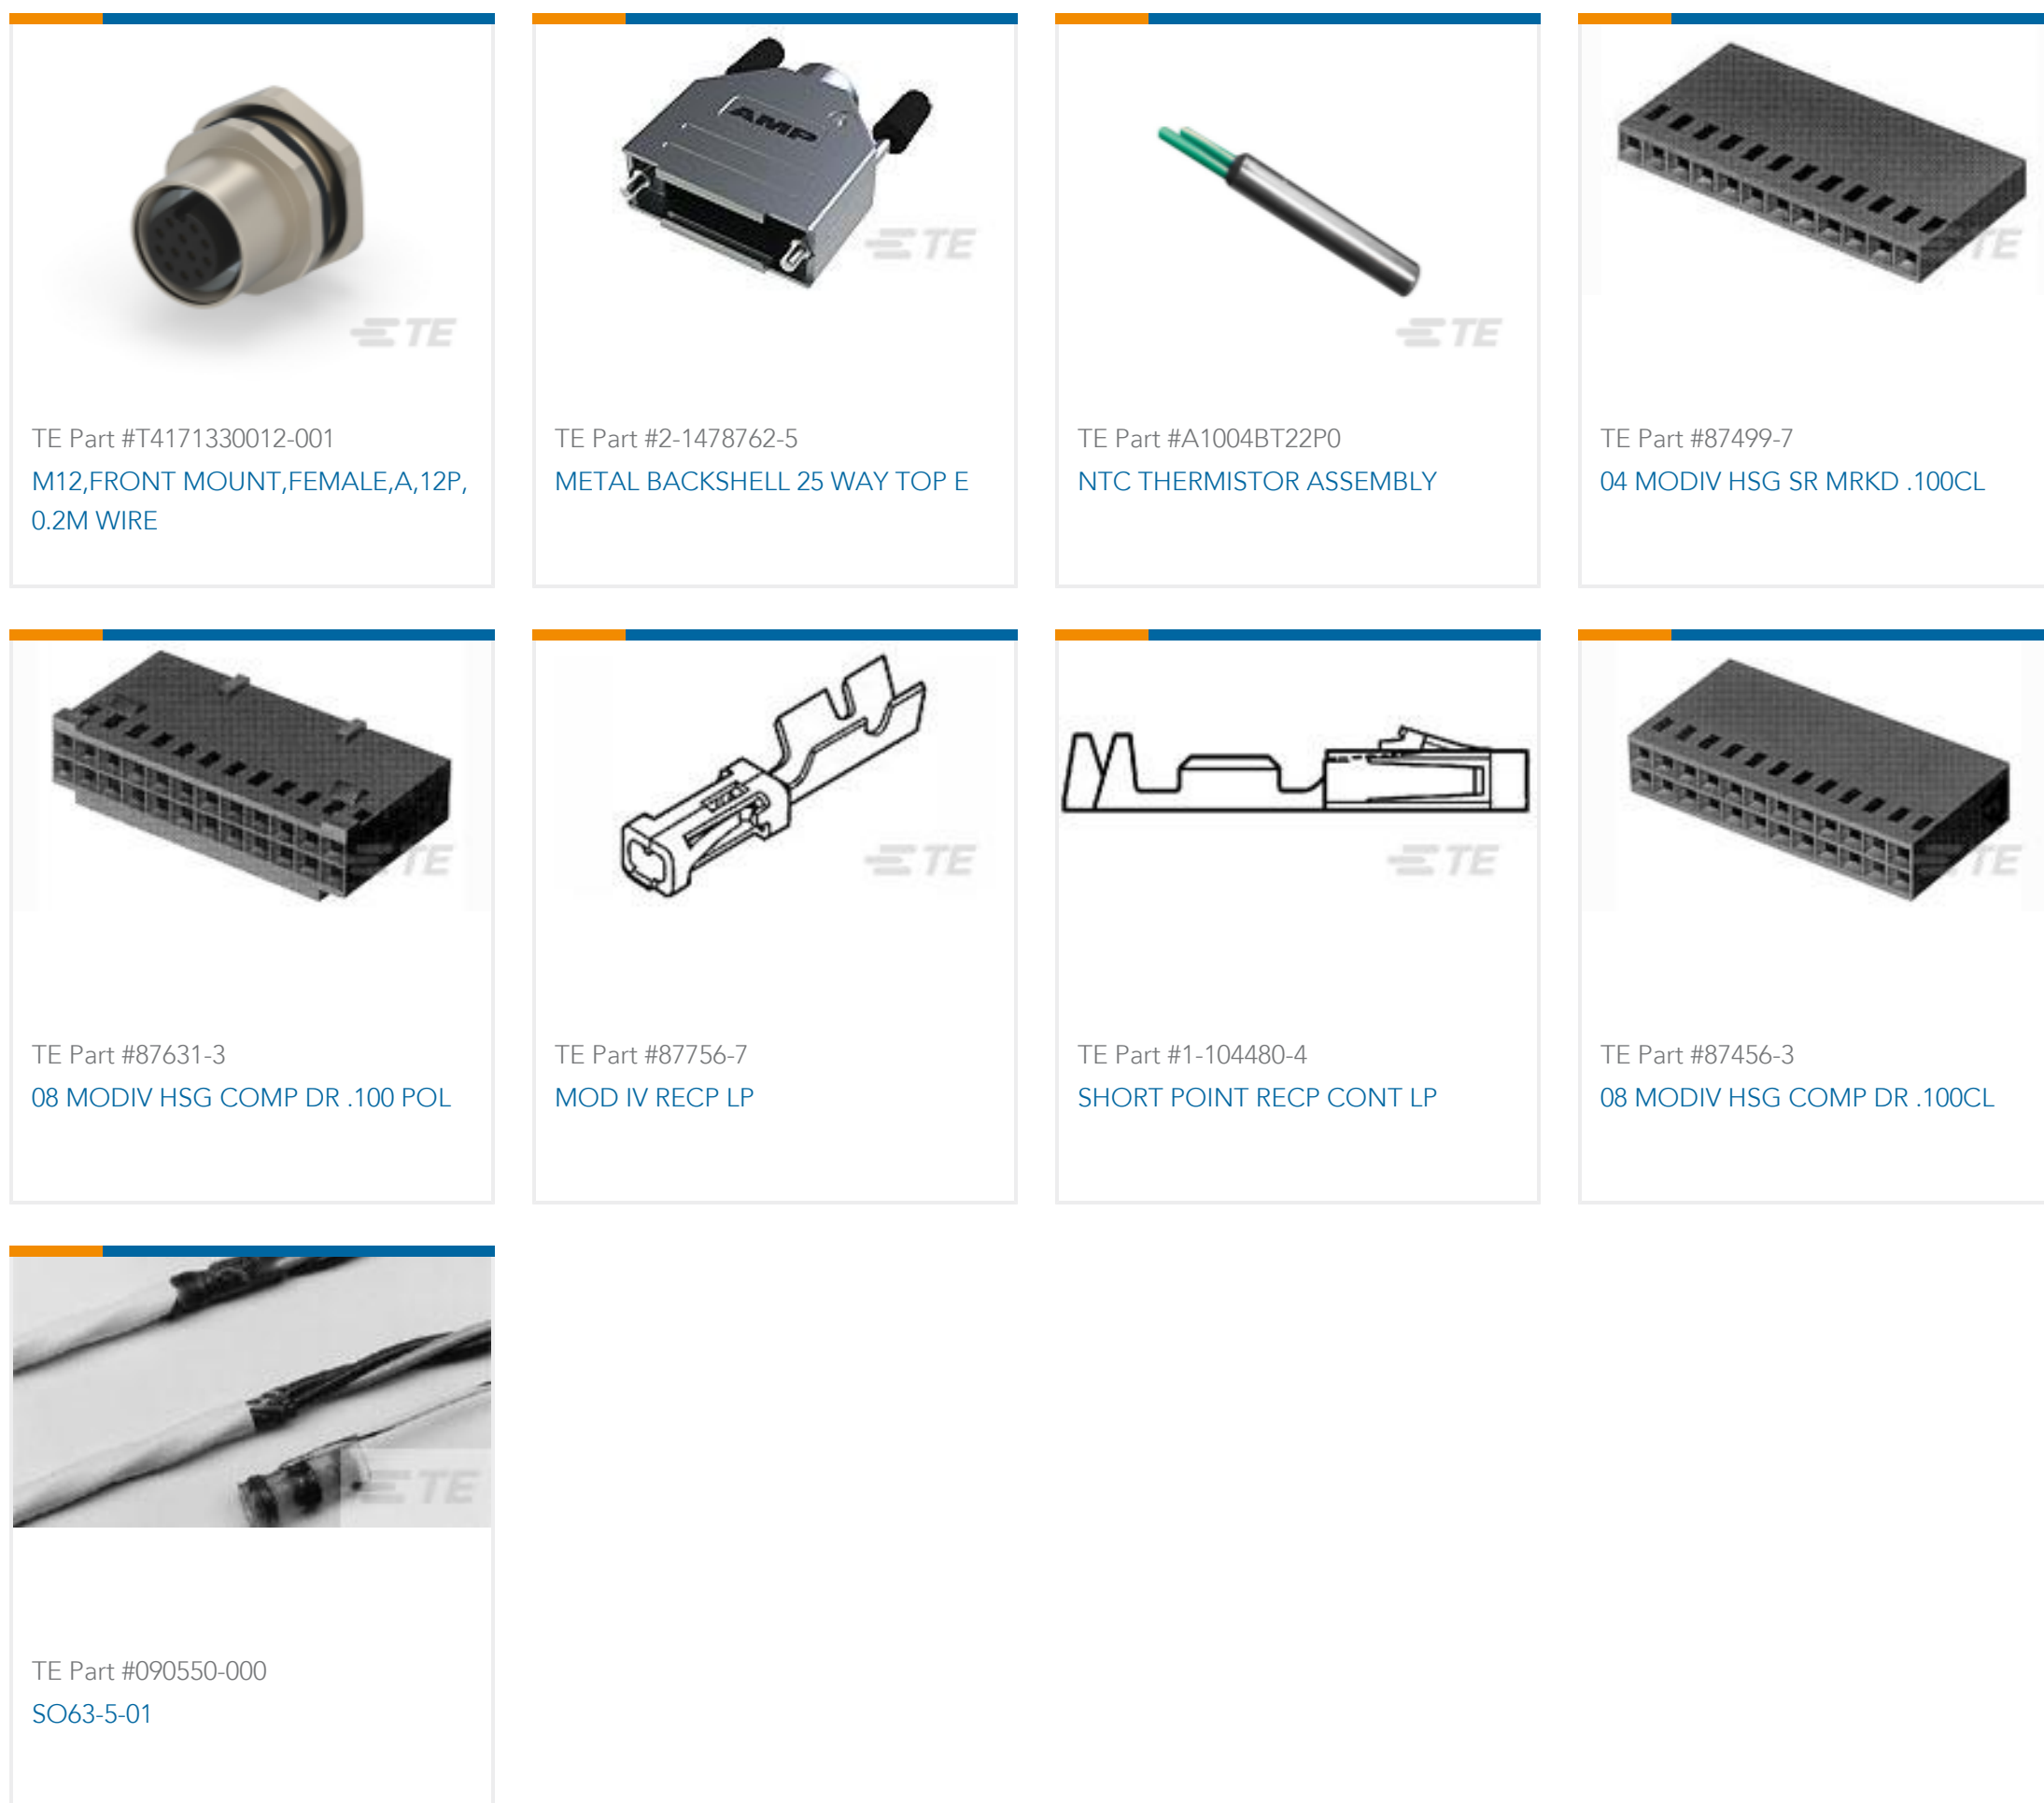 AMP
TE
TE
TE
TE
TE Part #T4171330012-001
M12,FRONT MOUNT,FEMALE,A,12P,
0.2M WIRE
TE Part #2-1478762-5
METAL BACKSHELL 25 WAY TOP E
TE Part #A1004BT22P0
NTC THERMISTOR ASSEMBLY
TE Part #87499-7
04 MODIV HSG SR MRKD .100CL
TE
TE
TE
TE
TE Part #87631-3
08 MODIV HSG COMP DR .100 POL
TE Part #87756-7
MOD IV RECP LP
TE Part #1-104480-4
SHORT POINT RECP CONT LP
TE Part #87456-3
08 MODIV HSG COMP DR .100CL
TE
TE Part #090550-000
SO63-5-01